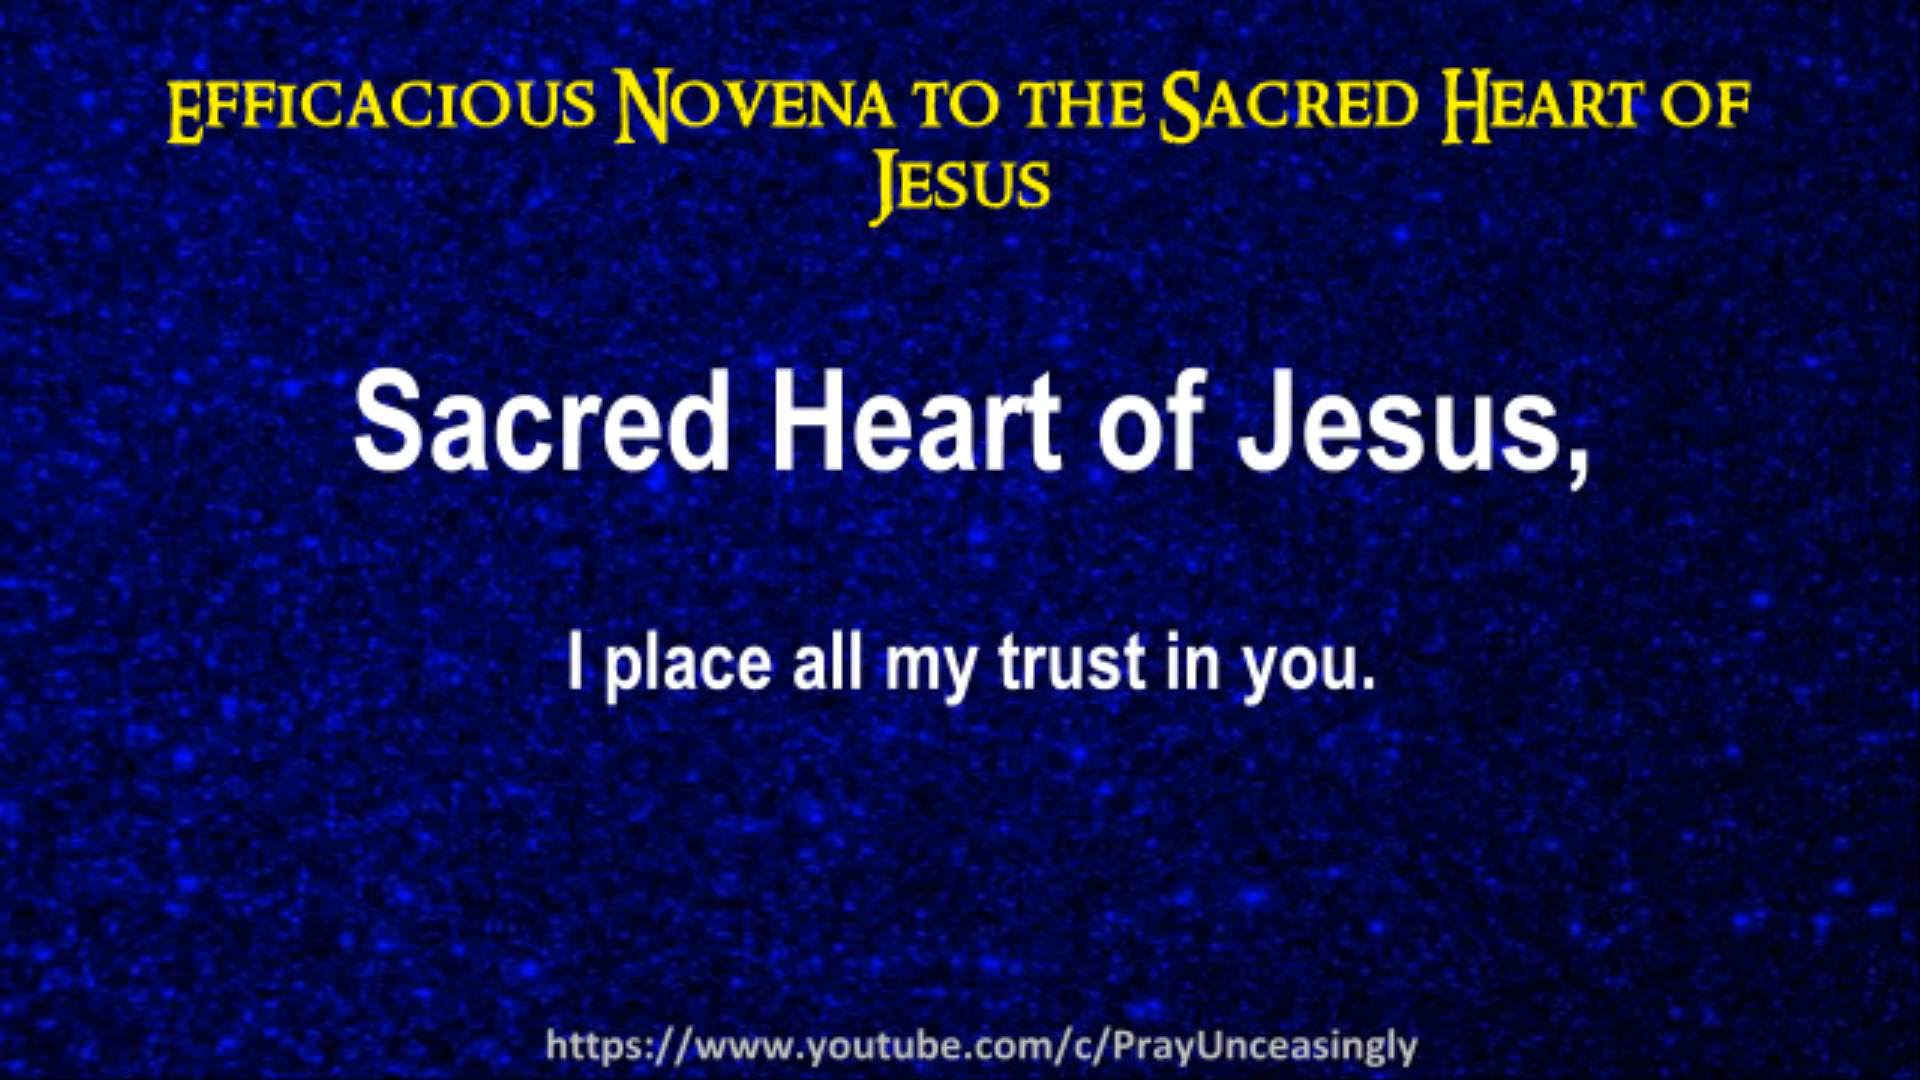 Efficacious Novena to the Sacred Heart of
Jesus
Sacred Heart of Jesus,
I place all my trust in you.
https://www.youtube.com/c/PrayUnceasingly